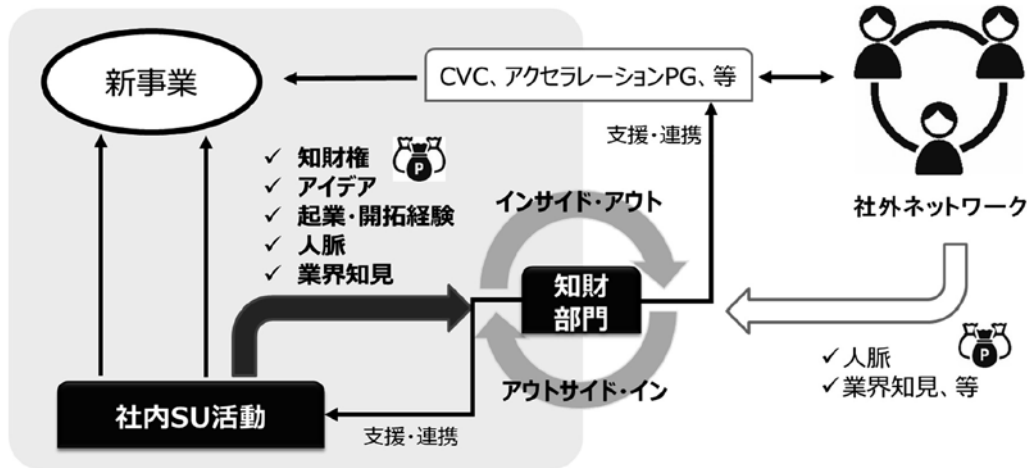 新事業
CVC、アクセラレーションPG、等
支援・連携
✓ 知財権
✓ アイデア
✓ 起業・開拓経験
✓ 人脈
✓ 業界知見
P
インサイド・アウト
社外ネットワーク
知財
部門
アウトサイド・イン
✓人脈
✓業界知見、等
P
社内SU活動
支援・連携